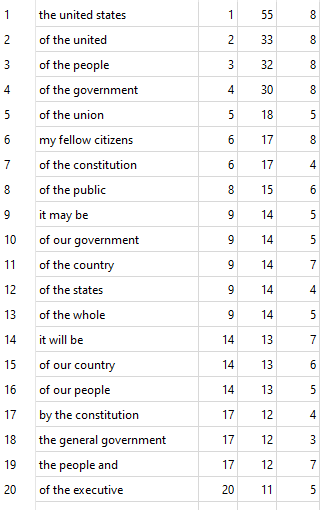 1 the united states 1 55 8
2 of the united 2 33 8
3 of the people 3 32 8
4 of the government 4 30 8
5 of the union 5 18 5
6 my fellow citizens 6 17 8
7 of the constitution 6 17 4
8 of the public 8 15 6
9 it may be 9 14 5
10 of our government 9 14 5
11 of the country 9 14 7
12 of the states 9 14 4
13 of the whole 9 14 5
14 it will be 14 13 7
15 of our country 14 13 6
16 of our people 14 13 5
17 by the constitution 17 12 4
18 the general government 17 12 3
19 the people and 17 12 7
20 of the executive 20 11 5